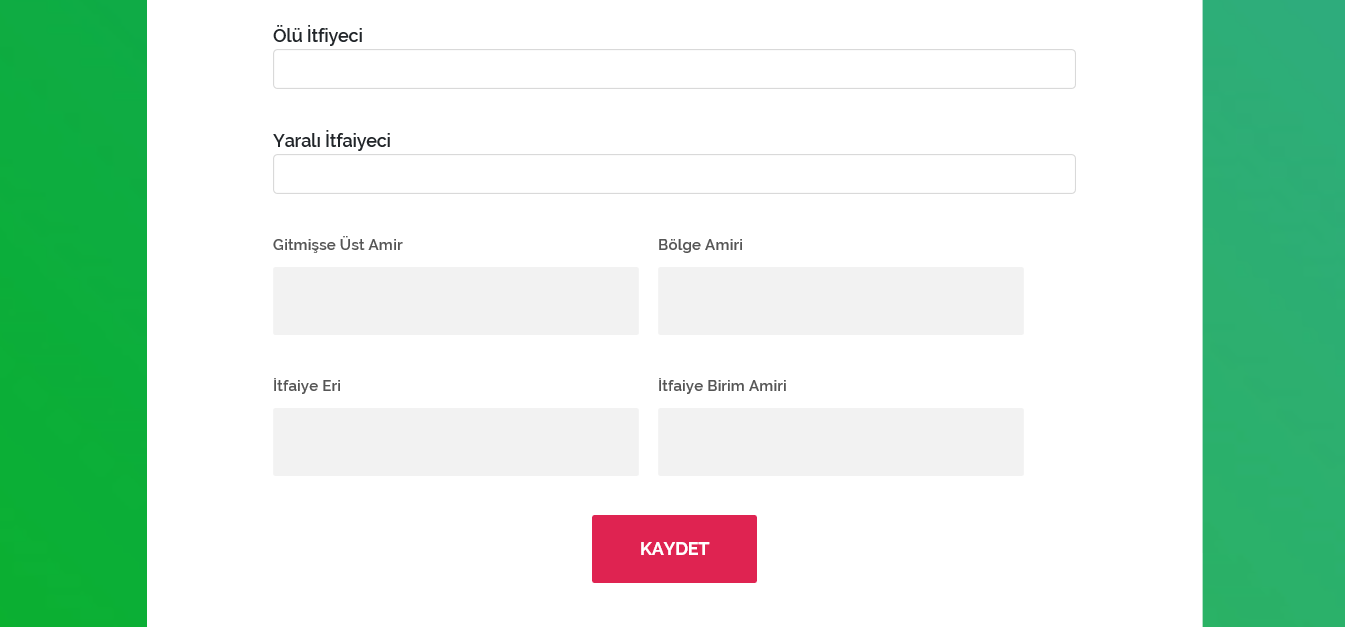 Ölü İtfiyeci
Yaralı İtfaiyeci
Gitmişse Üst Amir
Bölge Amiri
İtfaiye Eri
İtfaiye Birim Amiri
KAYDET